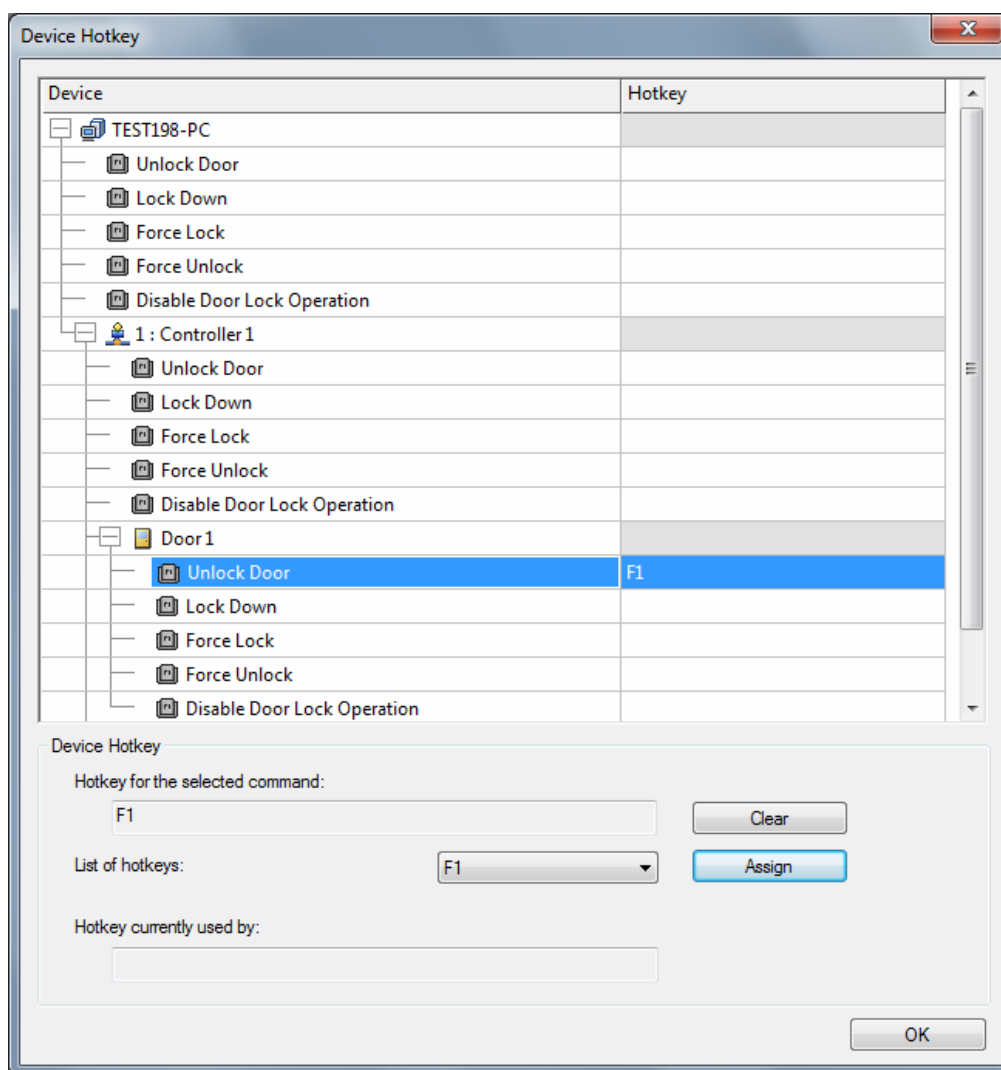 Device Hotkey
Device Hotkey
TEST198-PC
Unlock Door
Lock Down
Force Lock
Force Unlock
Disable Door Lock Operation
1 : Controller 1
Unlock Door
Lock Down
Force Lock
Force Unlock
Disable Door Lock Operation
Door 1
Unlock Door F1
Lock Down
Force Lock
Force Unlock
Disable Door Lock Operation
Device Hotkey
Hotkey for the selected command:
F1 Clear
List of hotkeys: F1 Assign
Hotkey currently used by:
OK